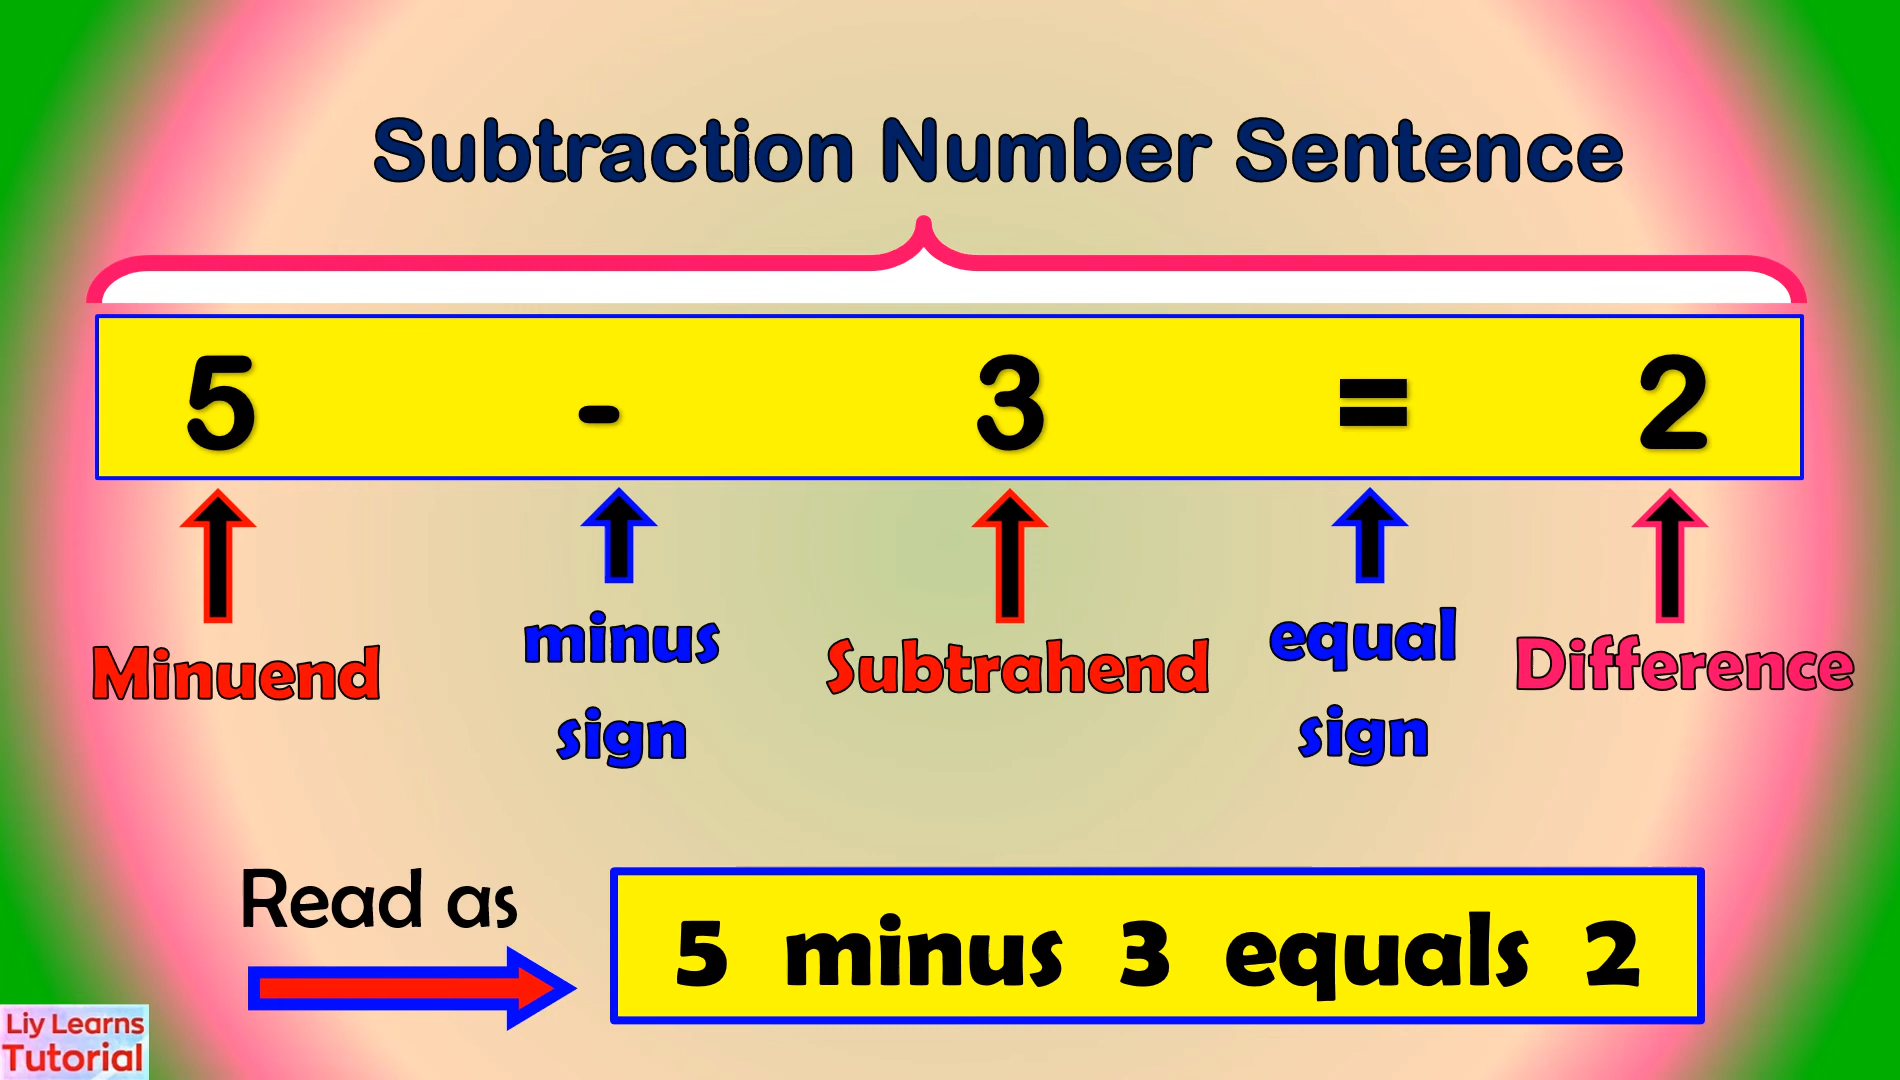 Subtraction Number Sentence
5 - 3 = 2
Minuend minus sign Subtrahend equal sign Difference
Read as
5 minus 3 equals 2
Liy Learns
Tutorial